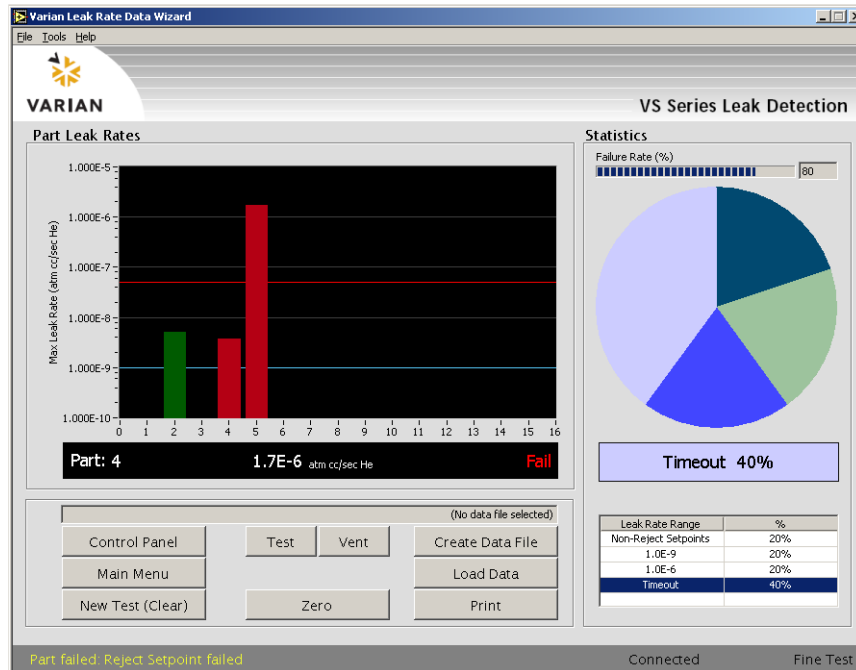 Varian Leak Rate Data Wizard
File Tools Help
VARIAN
VS Series Leak Detection
Part Leak Rates
Max Leak Rate (atm cc/sec He)
1.000E-5
1.000E-6
1.000E-7
1.000E-8
1.000E-9
1.000E-10
0 1 2 3 4 5 6 7 8 9 10 11 12 13 14 15 16
Part: 4 1.7E-6 atm cc/sec He Fail
Statistics
Failure Rate (%)
80
Timeout 40%
Leak Rate Range %
Non-Reject Setpoints 20%
1.0E-9 20%
1.0E-6 20%
Timeout 40%
(No data file selected)
Control Panel Test Vent Create Data File
Main Menu Load Data
New Test (Clear) Zero Print
Part failed: Reject Setpoint failed Connected Fine Test